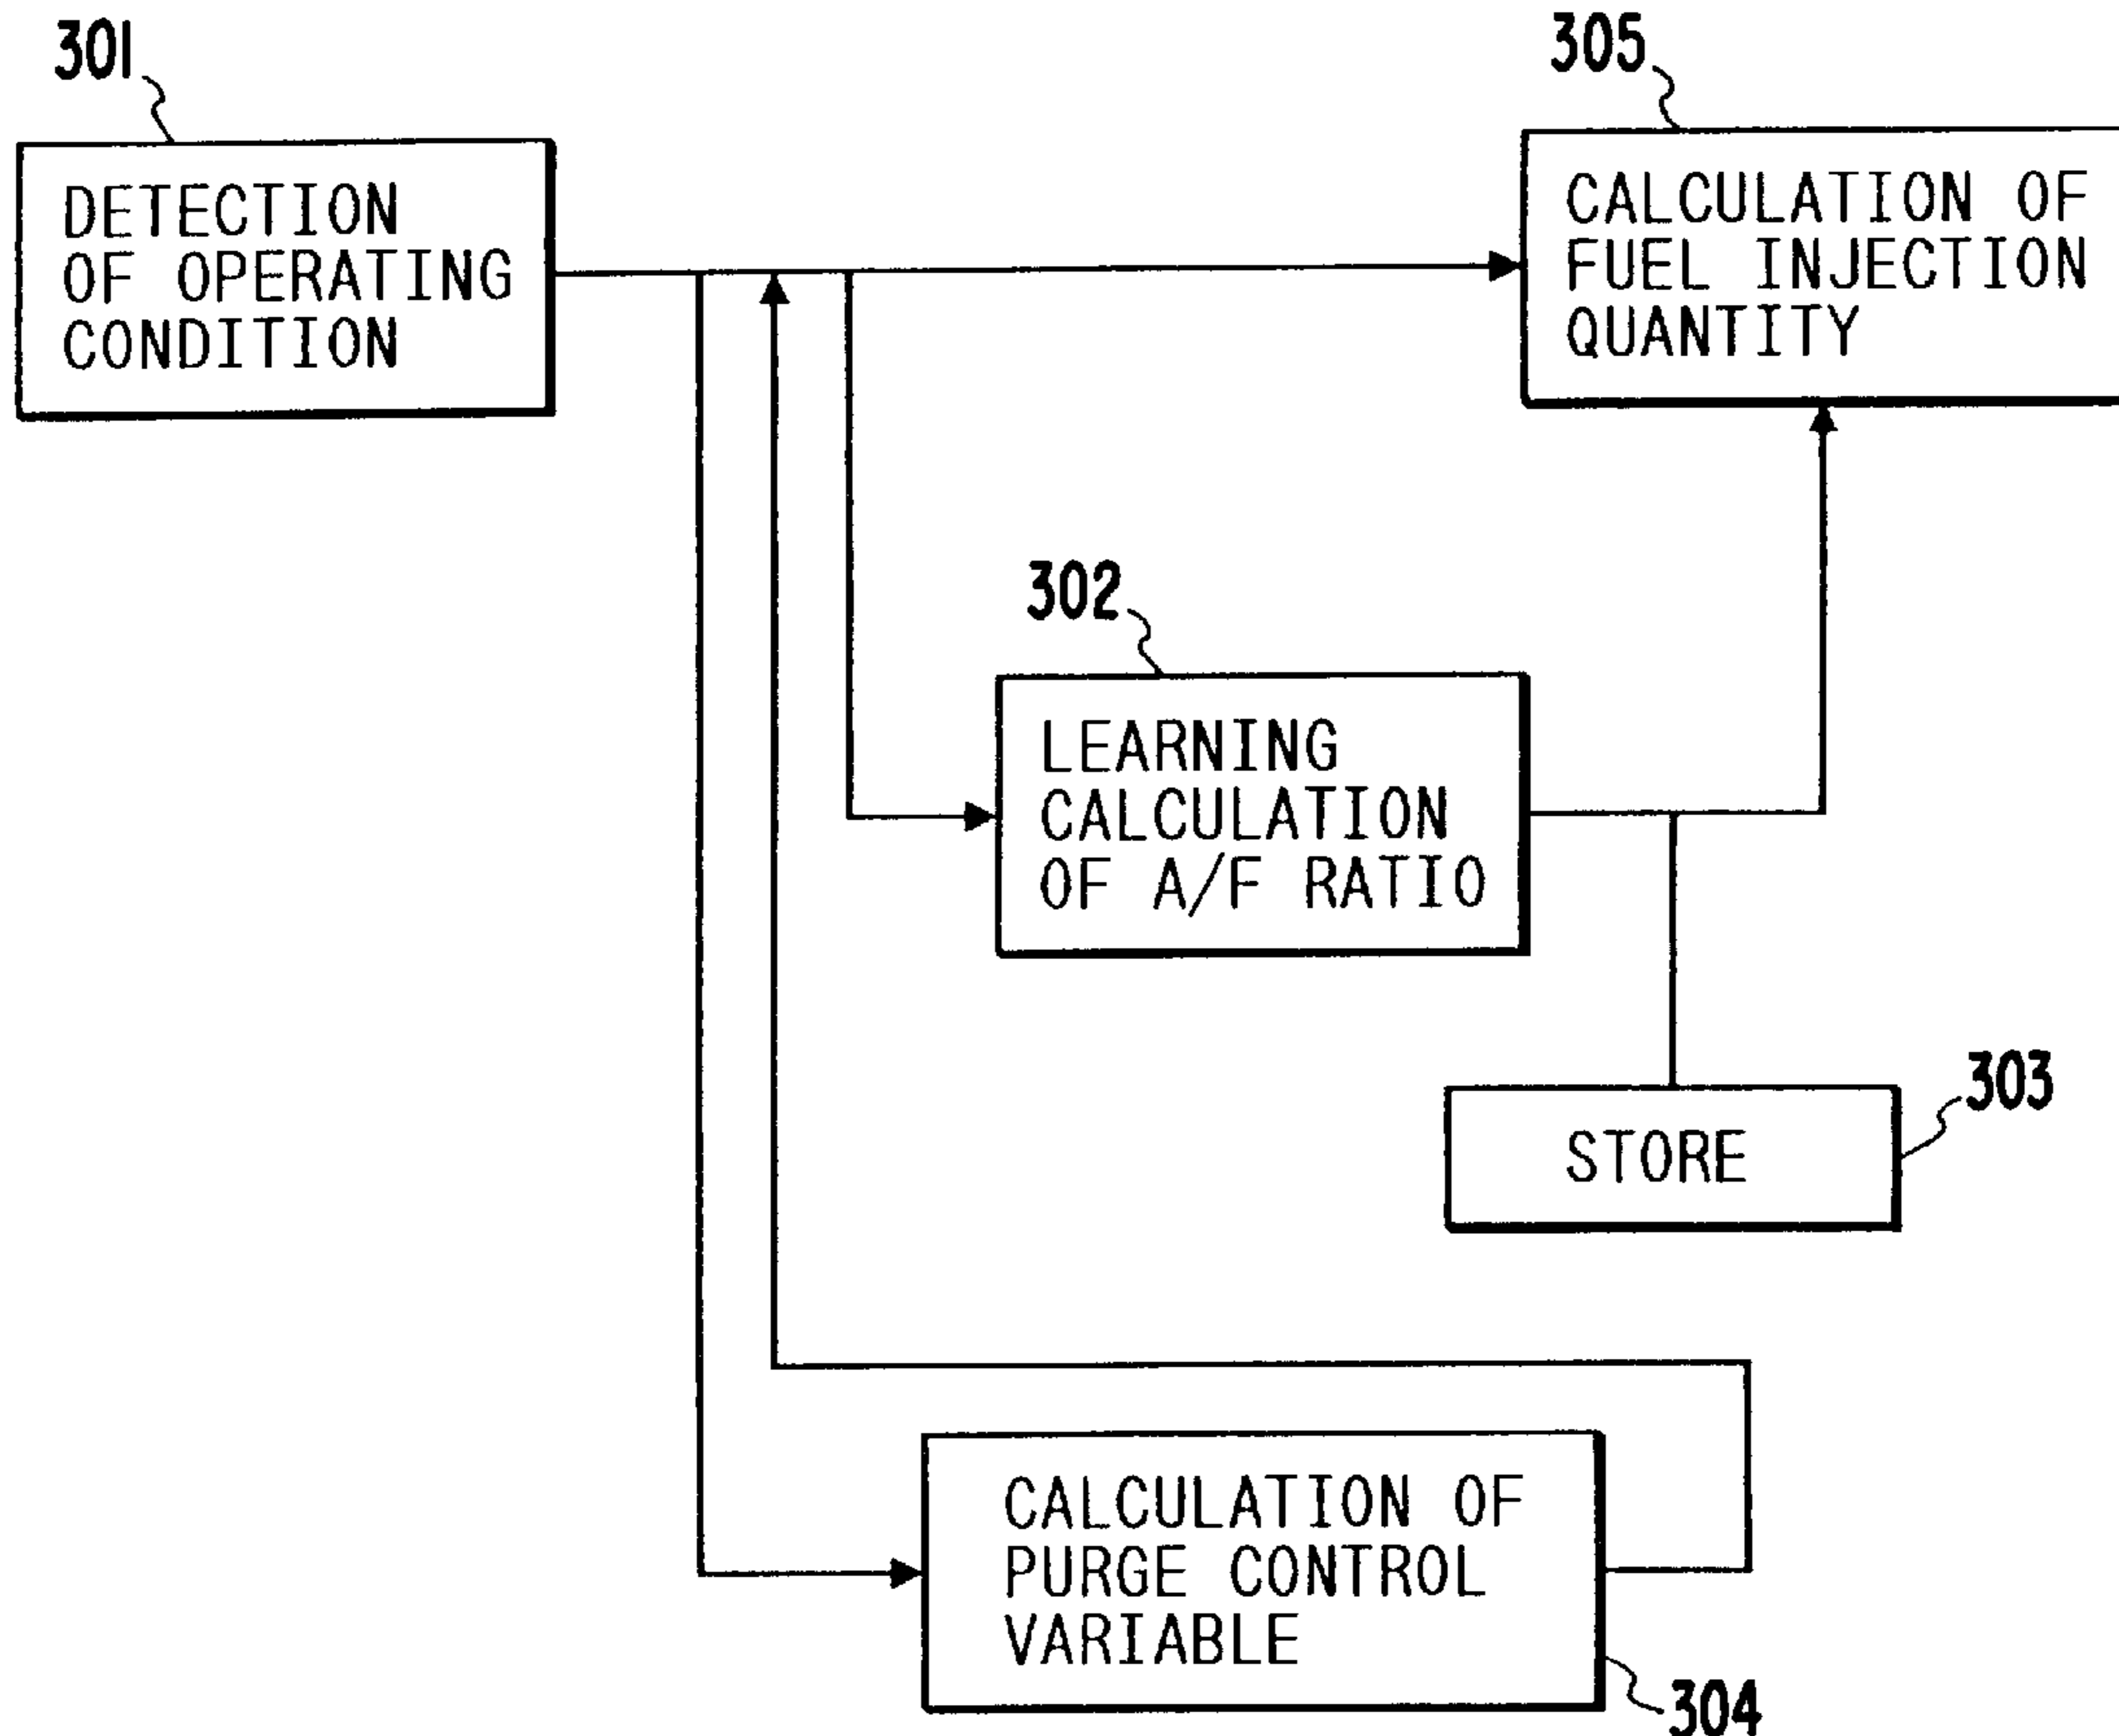 301
DETECTION
OF OPERATING
CONDITION
305
CALCULATION OF
FUEL INJECTION
QUANTITY
302
LEARNING
CALCULATION
OF A/F RATIO
303
STORE
CALCULATION OF
PURGE CONTROL
VARIABLE
304